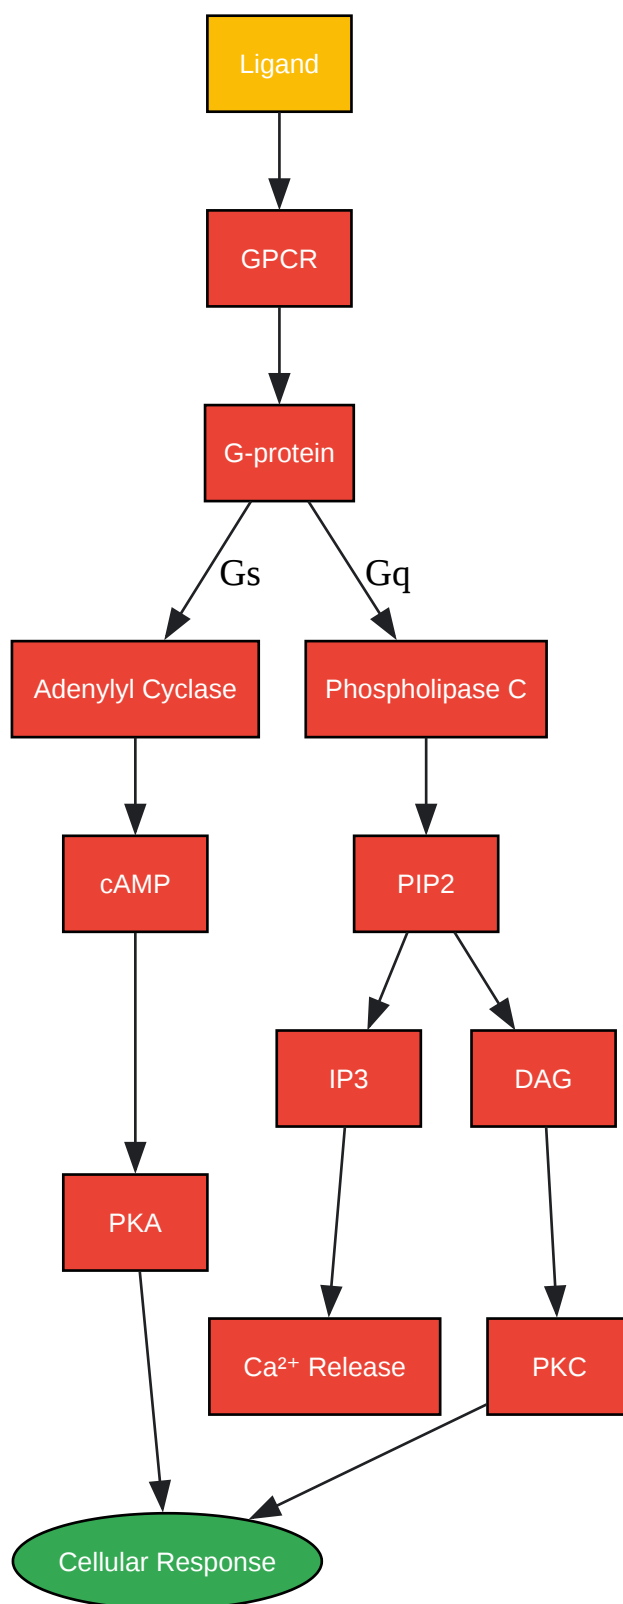 Ligand
GPCR
G-protein
Gs
Gq
Adenylyl Cyclase
Phospholipase C
cAMP
PIP2
IP3
DAG
PKA
Ca²⁺ Release
PKC
Cellular Response